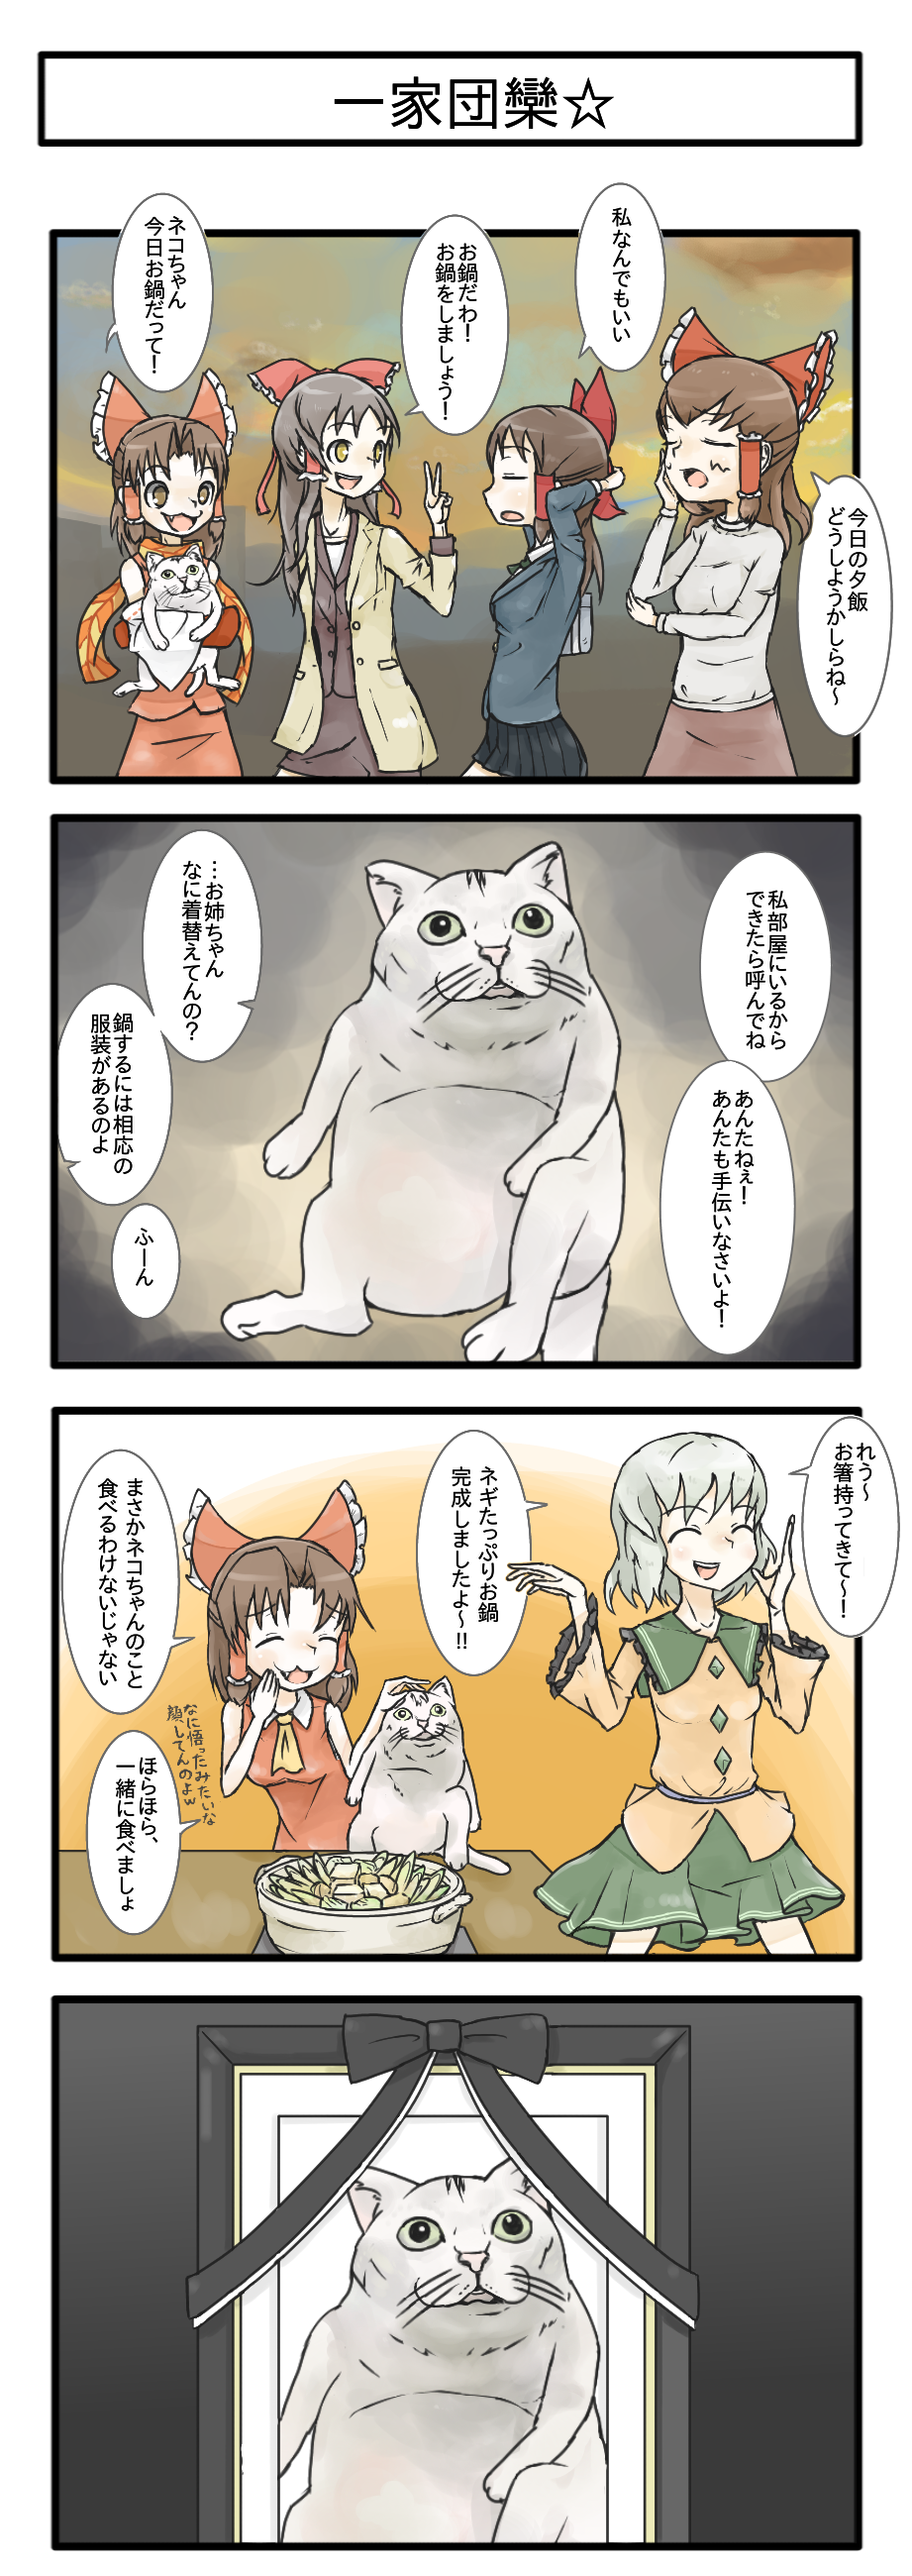 一家団欒☆
今日の夕飯
どうしようかしらね～
私なんでもいい
お鍋だわ！
お鍋をしましょう！
ネコちゃん
今日お鍋だって！
私部屋にいるから
できたら呼んでね
あんたねぇ！
あんたも手伝いなさいよ！
…お姉ちゃん
なに着替えてんの？
鍋するには相応の
服装があるのよ
ふーん
れう～
お箸持ってきて～！
ネギたっぷりお鍋
完成しましたよ～!!
まさかネコちゃんのこと
食べるわけないじゃない
なに悟ったみたいな
顔してんのよw
ほらほら、
一緒に食べましょ